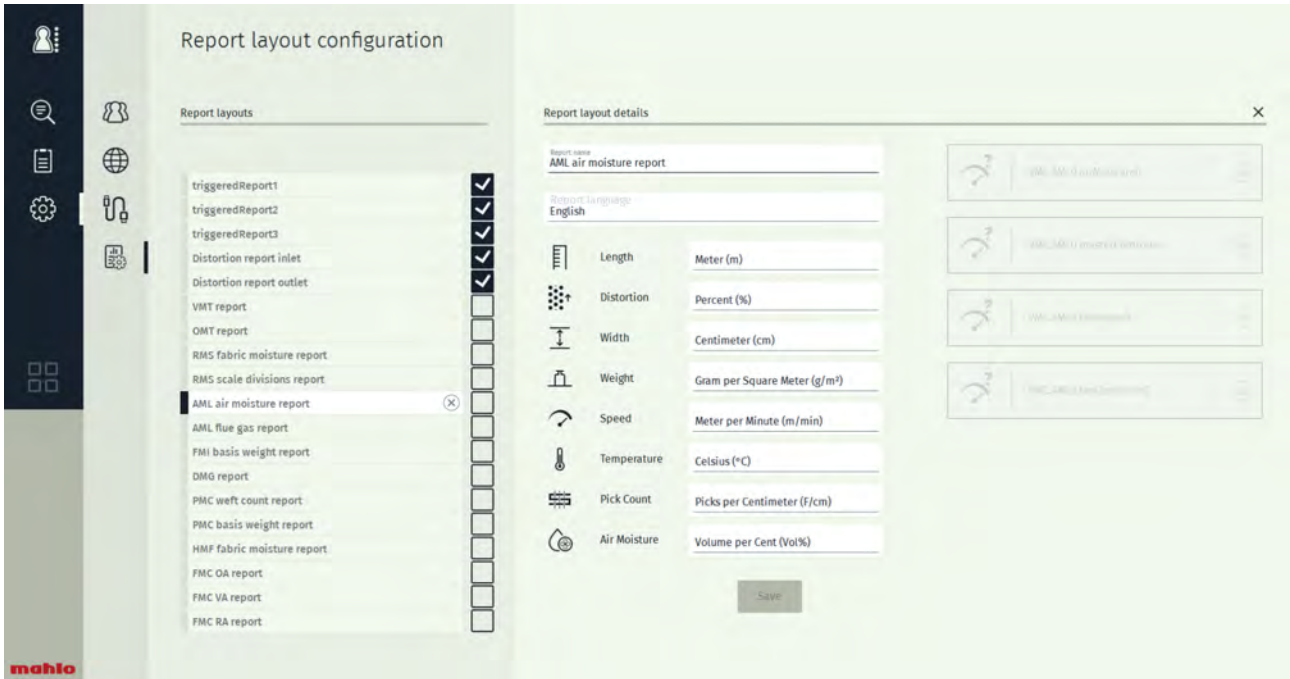 Report layout configuration
Report layouts
triggeredReport1
triggeredReport2
triggeredReport3
Distortion report inlet
Distortion report outlet
VMT report
OMT report
RMS fabric moisture report
RMS scale divisions report
AML air moisture report
AML flue gas report
FMI basis weight report
DMG report
PMC weft count report
PMC basis weight report
HMF fabric moisture report
FMC OA report
FMC VA report
FMC RA report
Report layout details
Report name
AML air moisture report
Report language
English
Length Meter (m)
Distortion Percent (%)
Width Centimeter (cm)
Weight Gram per Square Meter (g/m²)
Speed Meter per Minute (m/min)
Temperature Celsius (°C)
Pick Count Picks per Centimeter (F/cm)
Air Moisture Volume per Cent (Vol%)
Save
mahlo